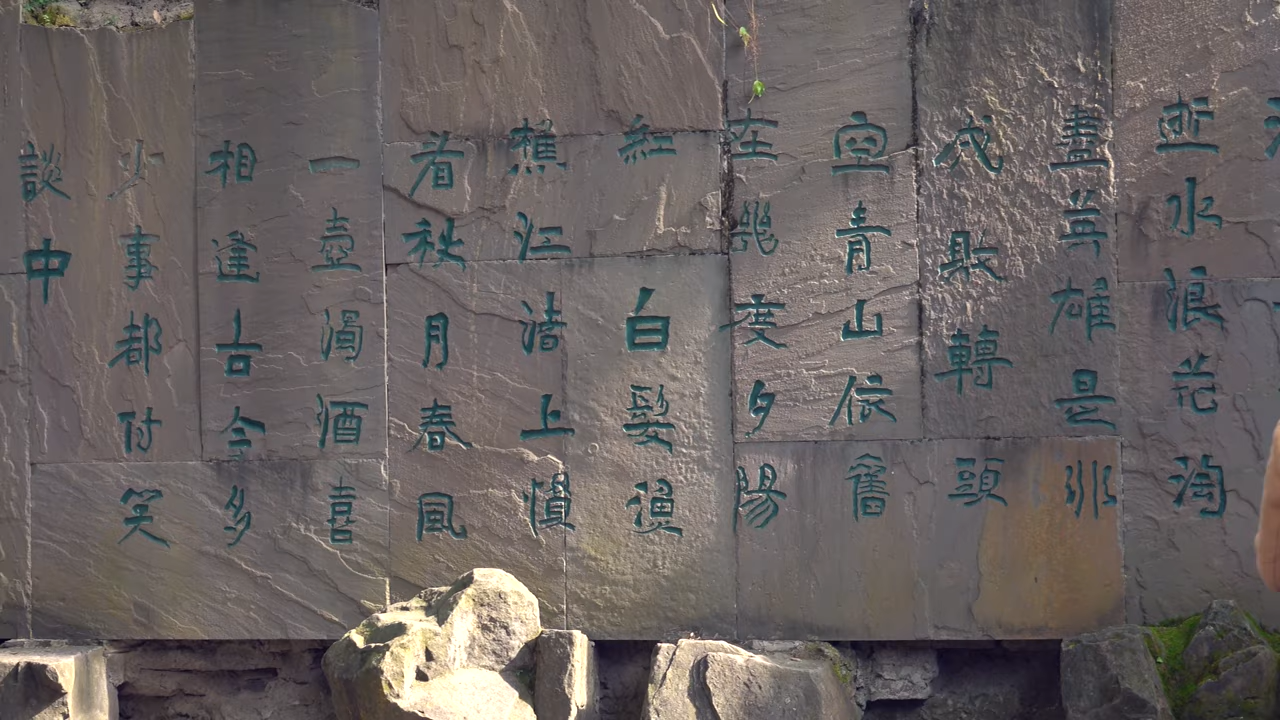 逝水浪花淘
盡英雄是非
成敗轉頭
空青山依舊
在幾度夕陽
紅白髮漁
樵江渚上慣
看秋月春風
一壺濁酒喜
相逢古今多
少事都付笑
談中